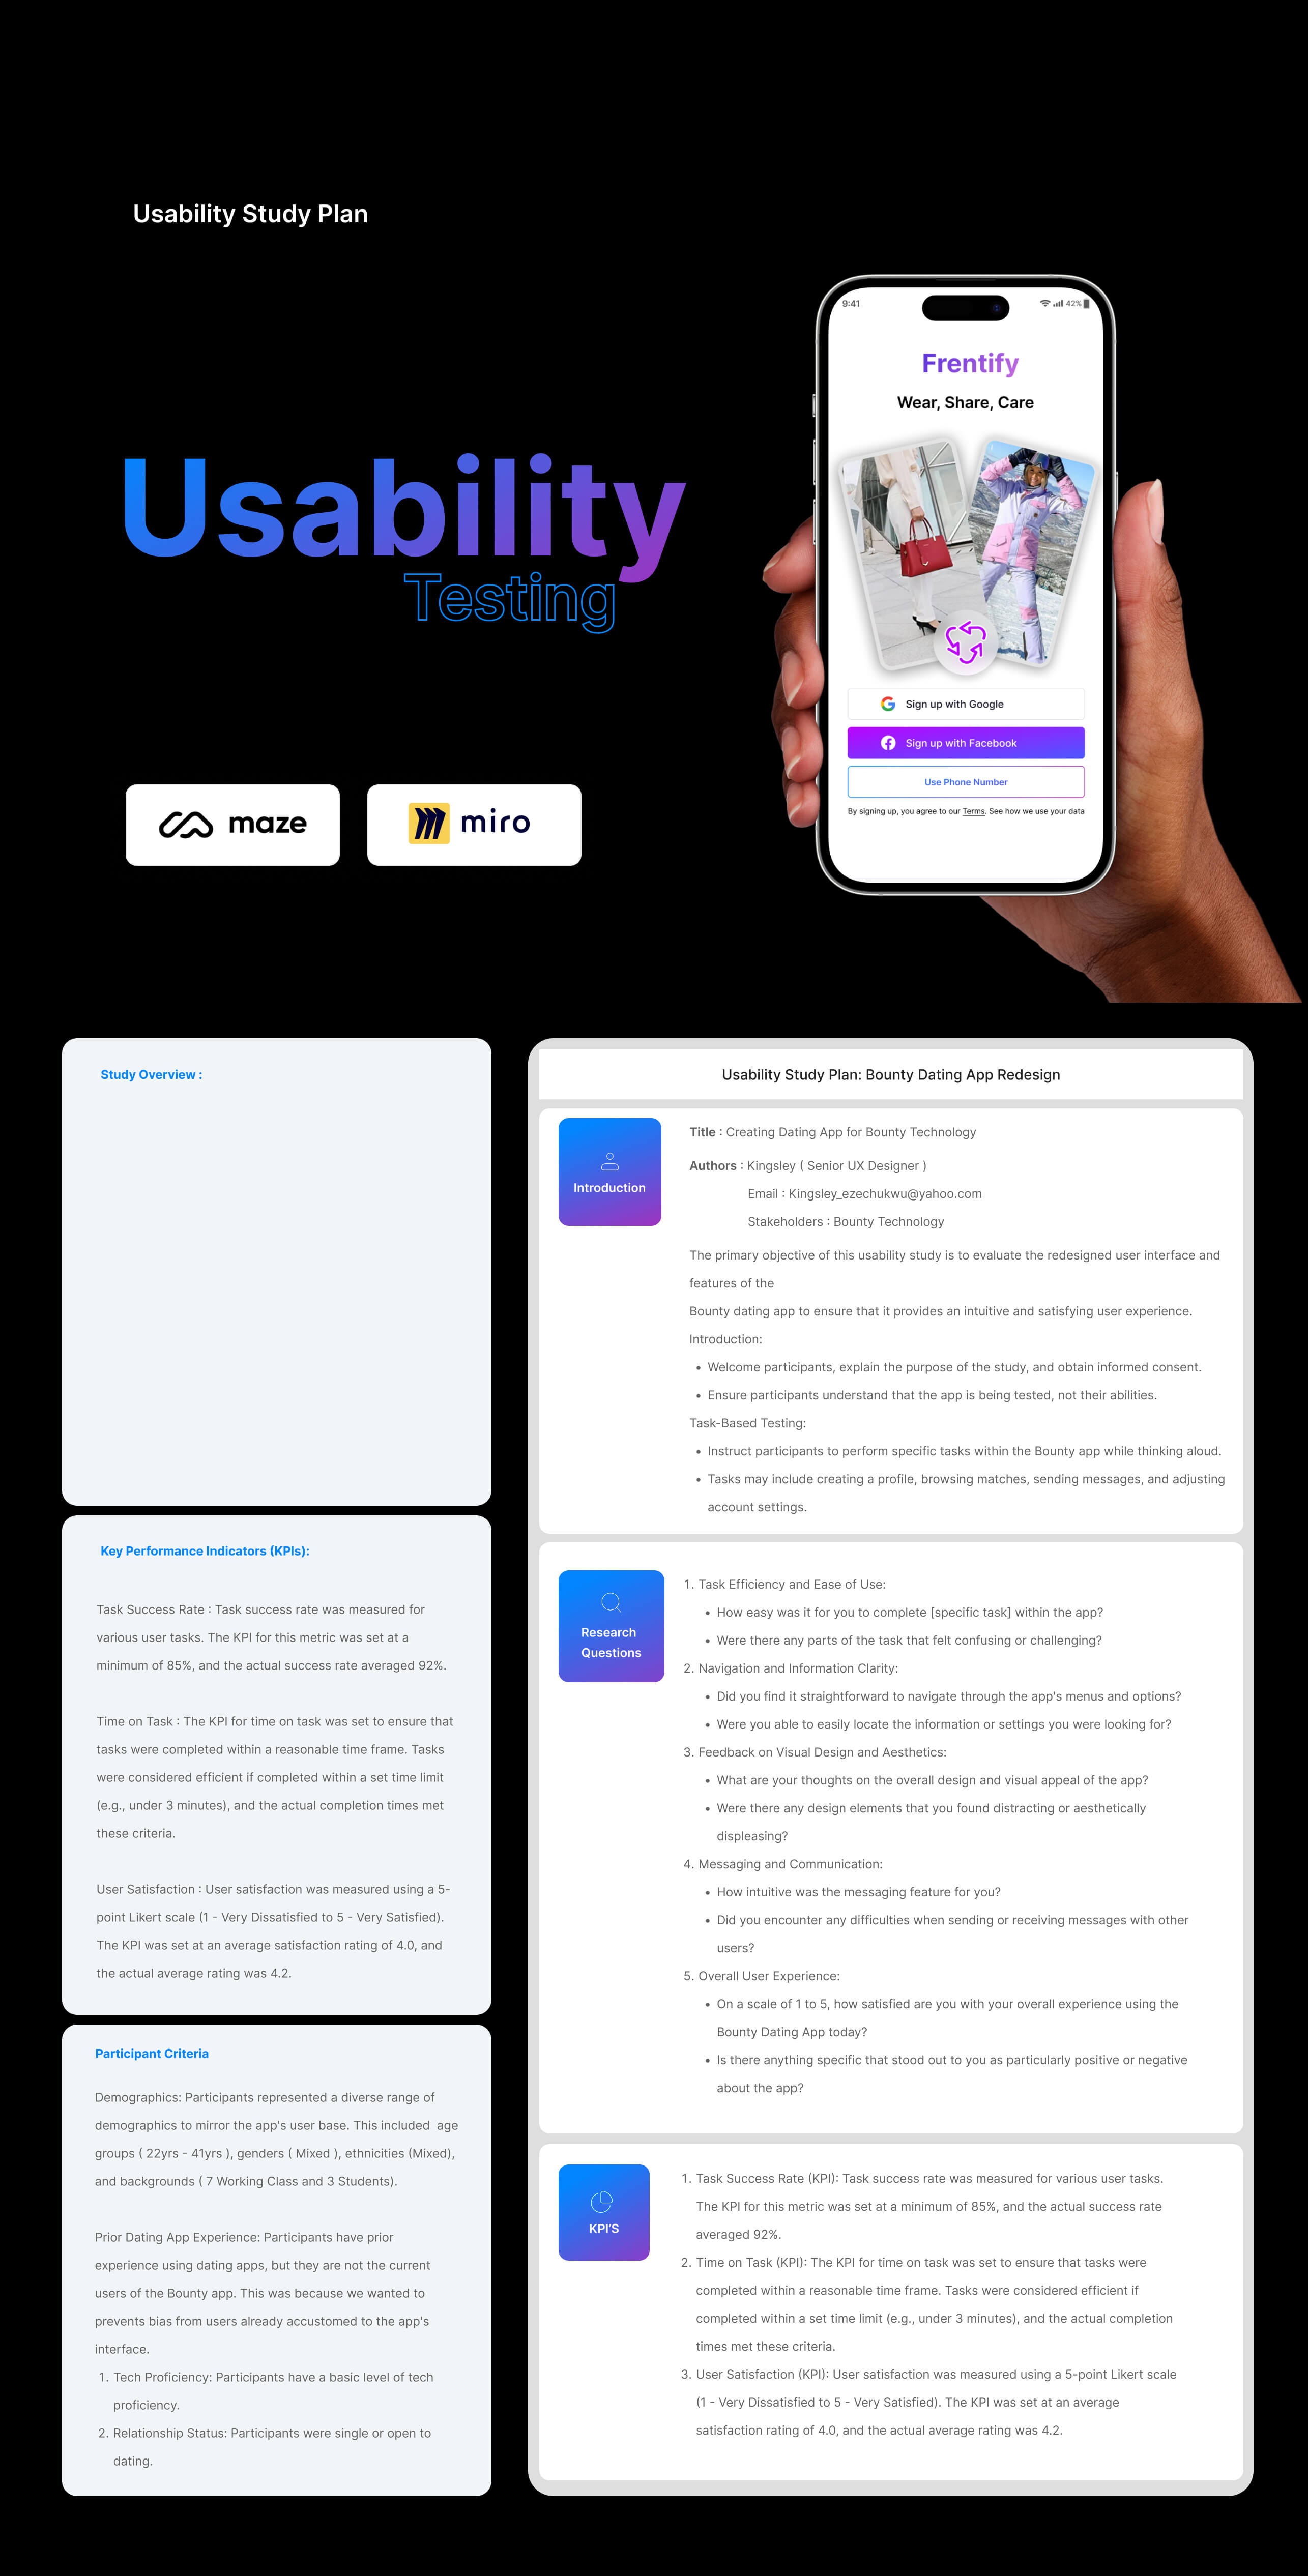 Usability Study Plan
Usability
Testing
maze
miro
9:41
42%
Frentify
Wear, Share, Care
Sign up with Google
Sign up with Facebook
Use Phone Number
By signing up, you agree to our Terms. See how we use your data
Study Overview :
Key Performance Indicators (KPIs):
Task Success Rate : Task success rate was measured for
various user tasks. The KPI for this metric was set at a
minimum of 85%, and the actual success rate averaged 92%.
Time on Task : The KPI for time on task was set to ensure that
tasks were completed within a reasonable time frame. Tasks
were considered efficient if completed within a set time limit
(e.g., under 3 minutes), and the actual completion times met
these criteria.
User Satisfaction : User satisfaction was measured using a 5-
point Likert scale (1 - Very Dissatisfied to 5 - Very Satisfied).
The KPI was set at an average satisfaction rating of 4.0, and
the actual average rating was 4.2.
Participant Criteria
Demographics: Participants represented a diverse range of
demographics to mirror the app's user base. This included  age
groups ( 22yrs - 41yrs ), genders ( Mixed ), ethnicities (Mixed),
and backgrounds ( 7 Working Class and 3 Students).
Prior Dating App Experience: Participants have prior
experience using dating apps, but they are not the current
users of the Bounty app. This was because we wanted to
prevents bias from users already accustomed to the app's
interface.
1. Tech Proficiency: Participants have a basic level of tech
proficiency.
2. Relationship Status: Participants were single or open to
dating.
Usability Study Plan: Bounty Dating App Redesign
Introduction
Title : Creating Dating App for Bounty Technology
Authors : Kingsley ( Senior UX Designer )
Email : Kingsley_ezechukwu@yahoo.com
Stakeholders : Bounty Technology
The primary objective of this usability study is to evaluate the redesigned user interface and
features of the
Bounty dating app to ensure that it provides an intuitive and satisfying user experience.
Introduction:
• Welcome participants, explain the purpose of the study, and obtain informed consent.
• Ensure participants understand that the app is being tested, not their abilities.
Task-Based Testing:
• Instruct participants to perform specific tasks within the Bounty app while thinking aloud.
• Tasks may include creating a profile, browsing matches, sending messages, and adjusting
account settings.
Research
Questions
1. Task Efficiency and Ease of Use:
• How easy was it for you to complete [specific task] within the app?
• Were there any parts of the task that felt confusing or challenging?
2. Navigation and Information Clarity:
• Did you find it straightforward to navigate through the app's menus and options?
• Were you able to easily locate the information or settings you were looking for?
3. Feedback on Visual Design and Aesthetics:
• What are your thoughts on the overall design and visual appeal of the app?
• Were there any design elements that you found distracting or aesthetically
displeasing?
4. Messaging and Communication:
• How intuitive was the messaging feature for you?
• Did you encounter any difficulties when sending or receiving messages with other
users?
5. Overall User Experience:
• On a scale of 1 to 5, how satisfied are you with your overall experience using the
Bounty Dating App today?
• Is there anything specific that stood out to you as particularly positive or negative
about the app?
KPI'S
1. Task Success Rate (KPI): Task success rate was measured for various user tasks.
The KPI for this metric was set at a minimum of 85%, and the actual success rate
averaged 92%.
2. Time on Task (KPI): The KPI for time on task was set to ensure that tasks were
completed within a reasonable time frame. Tasks were considered efficient if
completed within a set time limit (e.g., under 3 minutes), and the actual completion
times met these criteria.
3. User Satisfaction (KPI): User satisfaction was measured using a 5-point Likert scale
(1 - Very Dissatisfied to 5 - Very Satisfied). The KPI was set at an average
satisfaction rating of 4.0, and the actual average rating was 4.2.